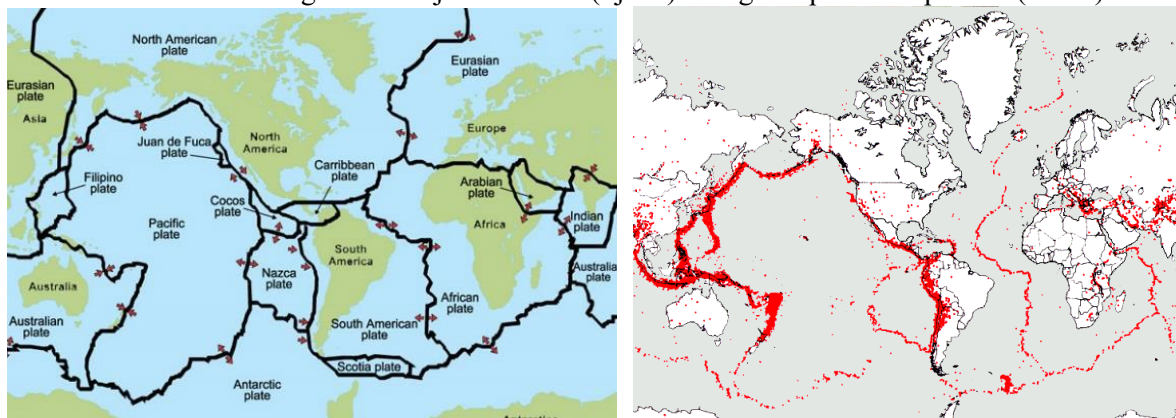 North American
plate
Eurasian
plate
Eurasian
plate
Asia
Europe
Juan de Fuca
plate
North
America
Carribbean
plate
Filipino
plate
Arabian
plate
Cocos
plate
Africa
Indian
plate
Pacific
plate
South
America
Nazca
plate
Australia
Australia
plate
African
plate
Australian
plate
South American
plate
Scotia plate
Antarctic
plate